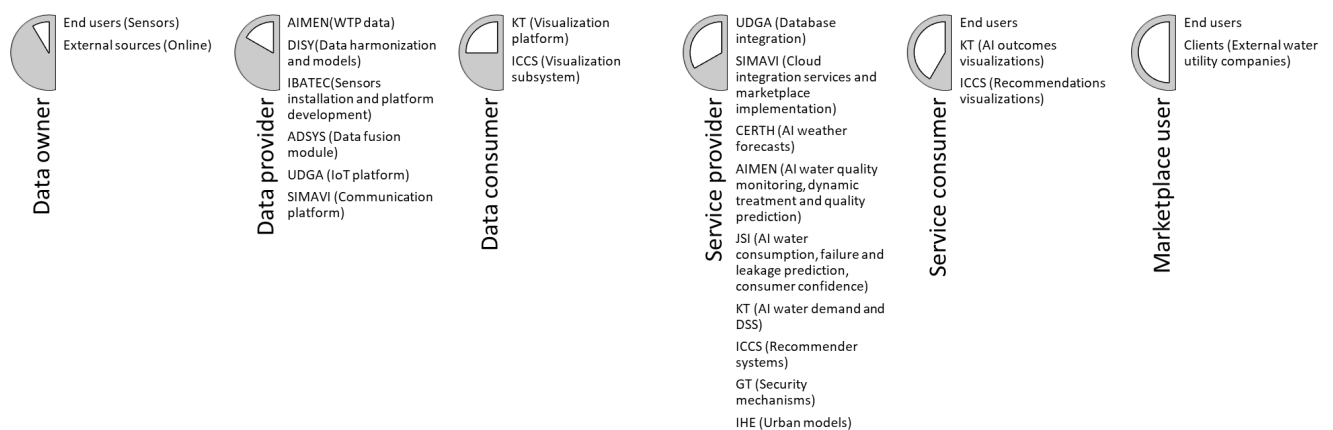 Data owner
End users (Sensors)
External sources (Online)
Data provider
AIMEN(WTP data)
DISY(Data harmonization
and models)
IBATEC(Sensors
installation and platform
development)
ADSYS (Data fusion
module)
UDGA (IoT platform)
SIMAVI (Communication
platform)
Data consumer
KT (Visualization
platform)
ICCS (Visualization
subsystem)
Service provider
UDGA (Database
integration)
SIMAVI (Cloud
integration services and
marketplace
implementation)
CERTH (AI weather
forecasts)
AIMEN (AI water quality
monitoring, dynamic
treatment and quality
prediction)
JSI (AI water
consumption, failure and
leakage prediction,
consumer confidence)
KT (AI water demand and
DSS)
ICCS (Recommender
systems)
GT (Security
mechanisms)
IHE (Urban models)
Service consumer
End users
KT (AI outcomes
visualizations)
ICCS (Recommendations
visualizations)
Marketplace user
End users
Clients (External water
utility companies)